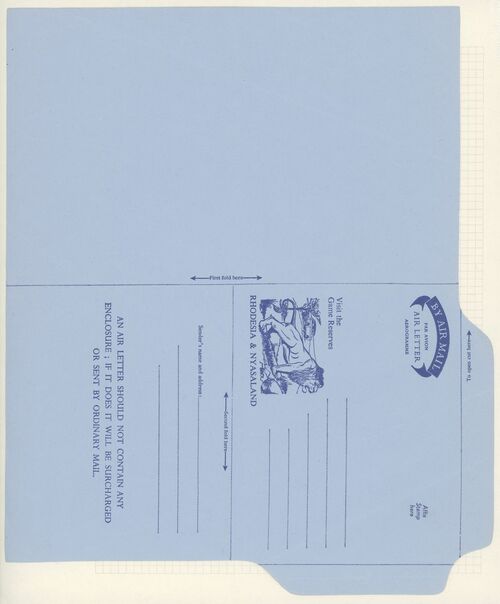 BY AIR MAIL
PAR AVION
AIR LETTER
AEROGRAMME
Affix
Stamp
here
Visit the
Game Reserves
RHODESIA & NYASALAND
To open cut here
First fold here
Second fold here
Sender's name and address:
AN AIR LETTER SHOULD NOT CONTAIN ANY
ENCLOSURE ; IF IT DOES IT WILL BE SURCHARGED
OR SENT BY ORDINARY MAIL.